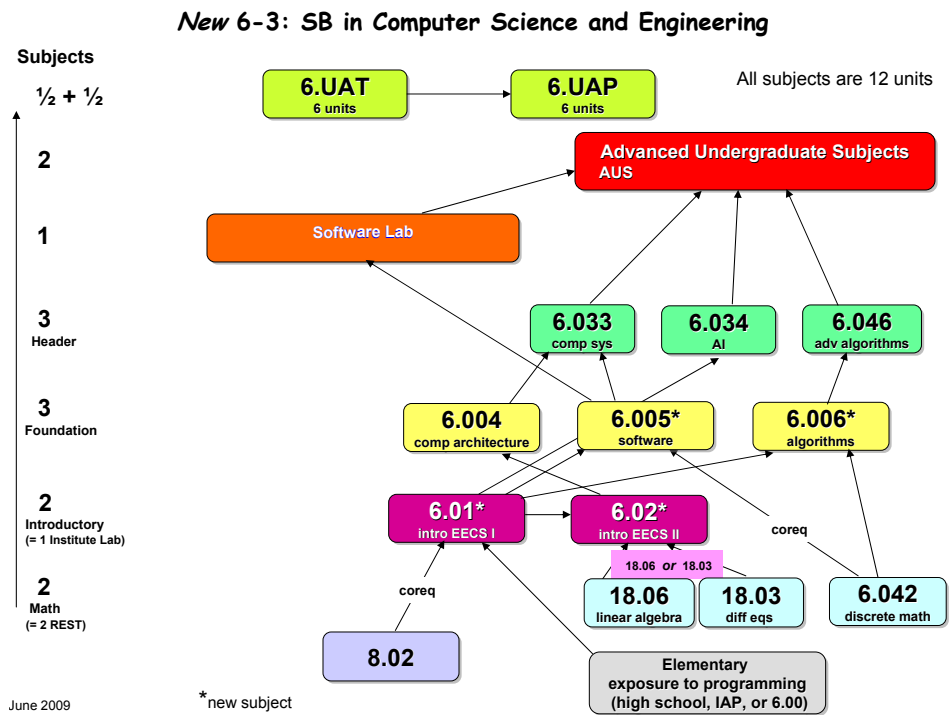 New 6-3: SB in Computer Science and Engineering
Subjects
½ + ½
6.UAT
6 units
6.UAP
6 units
All subjects are 12 units
2
Advanced Undergraduate Subjects
AUS
1
Software Lab
3
Header
6.033
comp sys
6.034
AI
6.046
adv algorithms
3
Foundation
6.004
comp architecture
6.005*
software
6.006*
algorithms
2
Introductory
(= 1 Institute Lab)
6.01*
intro EECS I
6.02*
intro EECS II
coreq
18.06 or 18.03
2
Math
(= 2 REST)
coreq
18.06
linear algebra
18.03
diff eqs
6.042
discrete math
8.02
Elementary
exposure to programming
(high school, IAP, or 6.00)
June 2009
*new subject